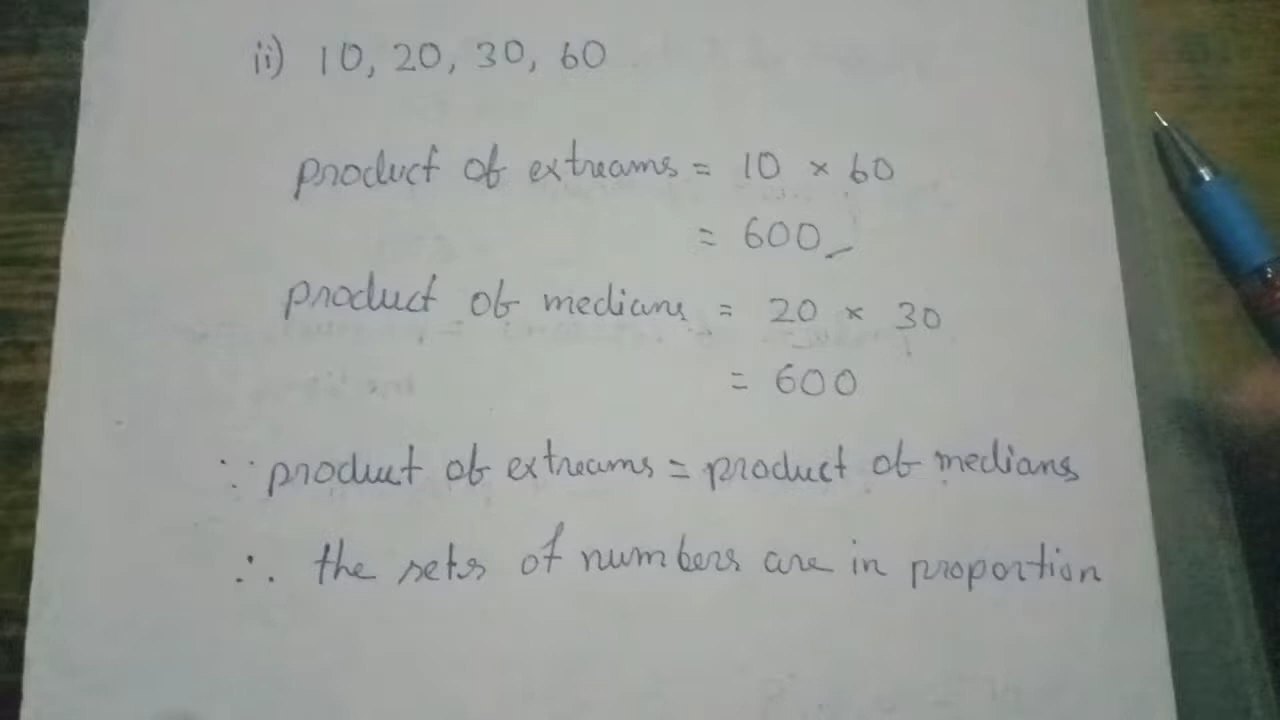 ii) 10, 20, 30, 60
product of extreams = 10 × 60
= 600
product of medians = 20 × 30
= 600
∵ product of extreams = product of medians
∴ the sets of numbers are in proportion